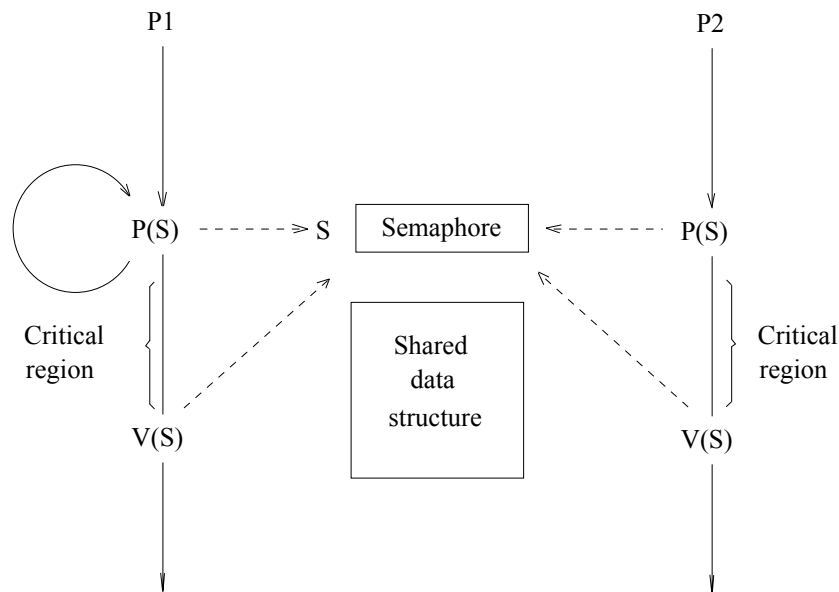 P1
P2
P(S)
S
Semaphore
P(S)
Critical
region
Shared
data
structure
Critical
region
V(S)
V(S)